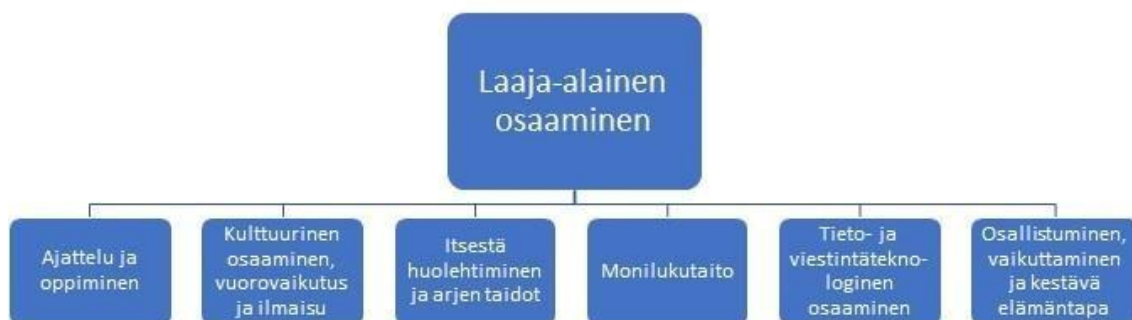 Laaja-alainen
osaaminen
Ajattelu ja
oppiminen
Kulttuurinen
osaaminen,
vuorovaikutus
ja ilmaisu
Itsestä
huolehtiminen
ja arjen taidot
Monilukutaito
Tieto- ja
viestintätekno-
loginen
osaaminen
Osallistuminen,
vaikuttaminen
ja kestävä
elämäntapa